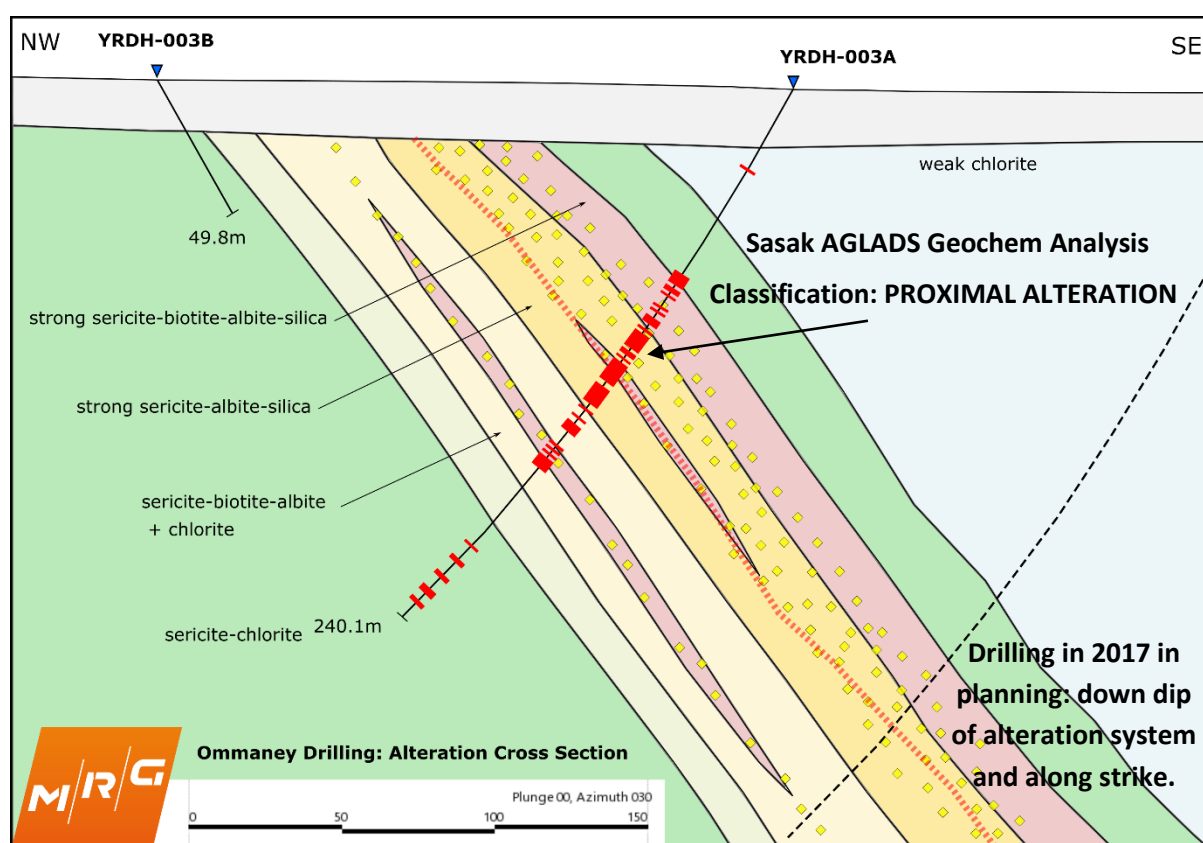 NW
YRDH-003B
YRDH-003A
SE
weak chlorite
49.8m
Sasak AGLADS Geochem Analysis
Classification: PROXIMAL ALTERATION
strong sericite-biotite-albite-silica
strong sericite-albite-silica
sericite-biotite-albite
+ chlorite
sericite-chlorite
240.1m
Drilling in 2017 in
planning: down dip
of alteration system
and along strike.
M/R/G
Ommaney Drilling: Alteration Cross Section
Plunge 00, Azimuth 030
0 50 100 150